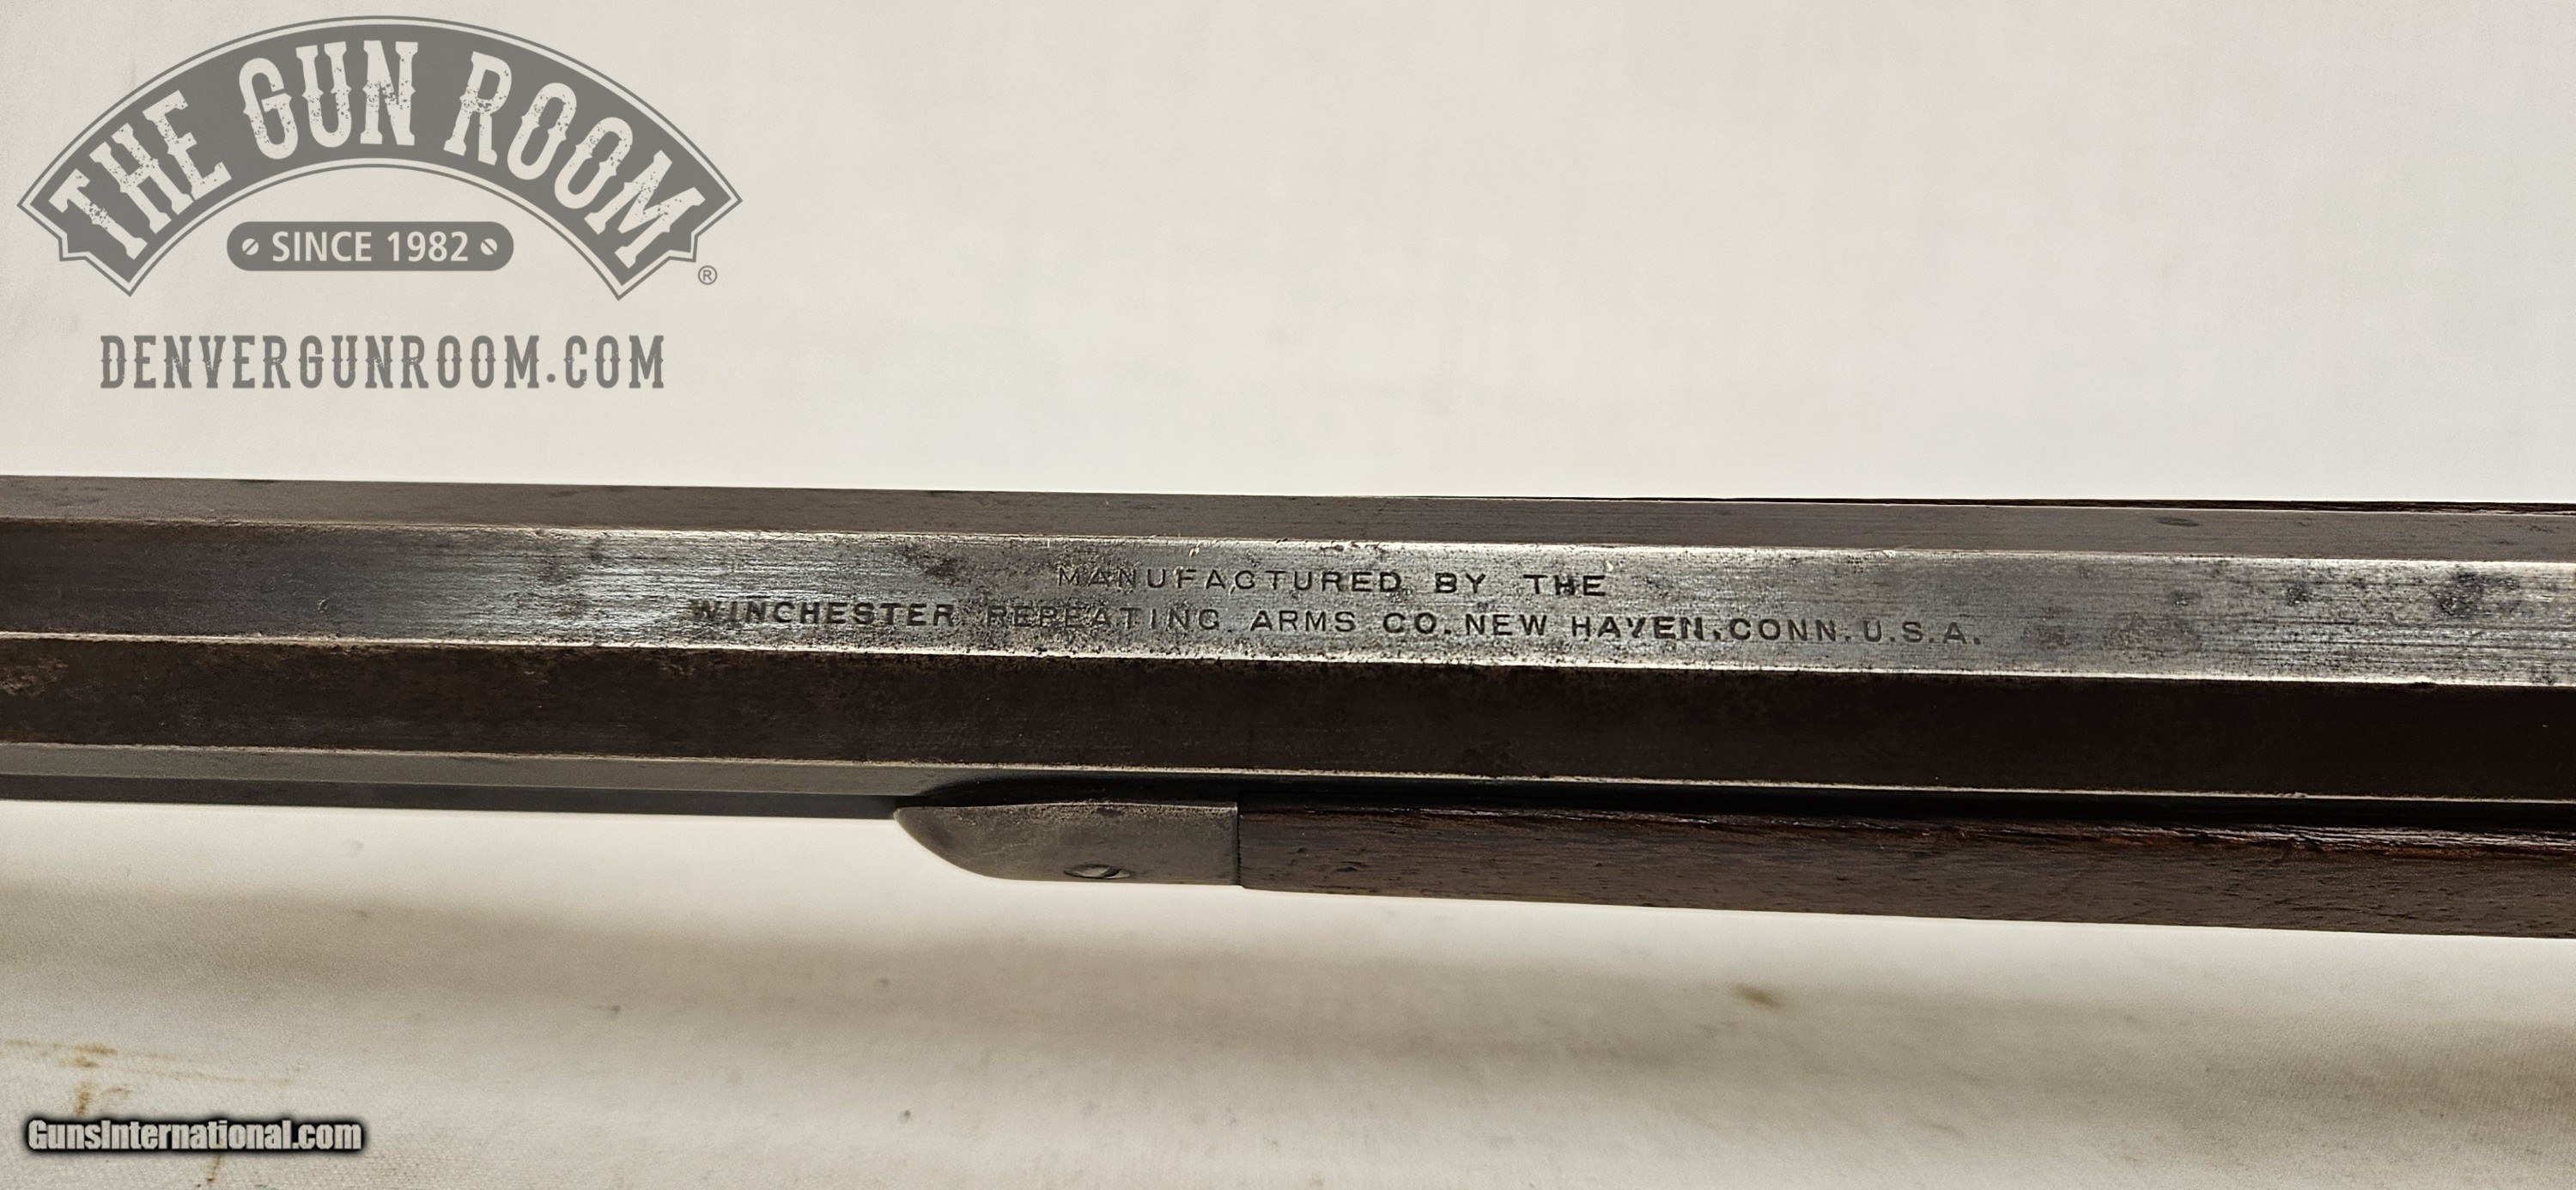 THE GUN ROOM
SINCE 1982
®
DENVERGUNROOM.COM
MANUFACTURED BY THE
WINCHESTER REPEATING ARMS CO. NEW HAVEN, CONN. U.S.A.
GunsInternational.com